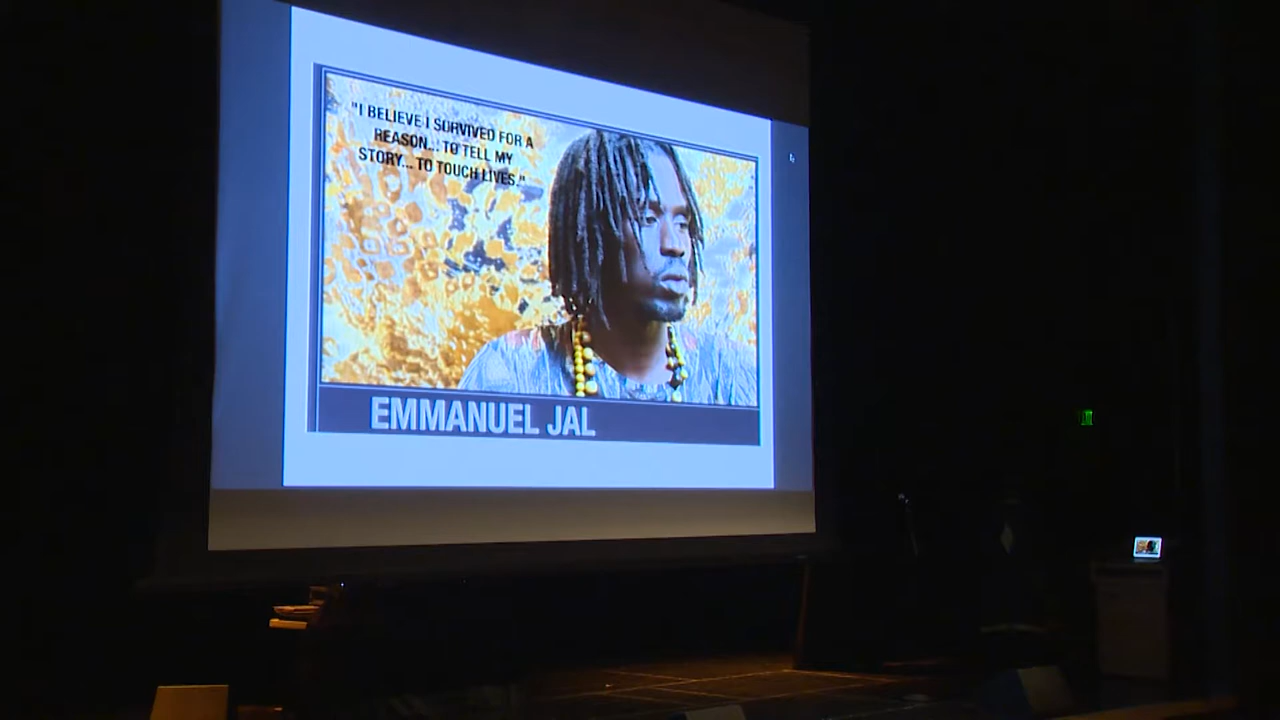 "I BELIEVE I SURVIVED FOR A
REASON... TO TELL MY
STORY... TO TOUCH LIVES."
EMMANUEL JAL